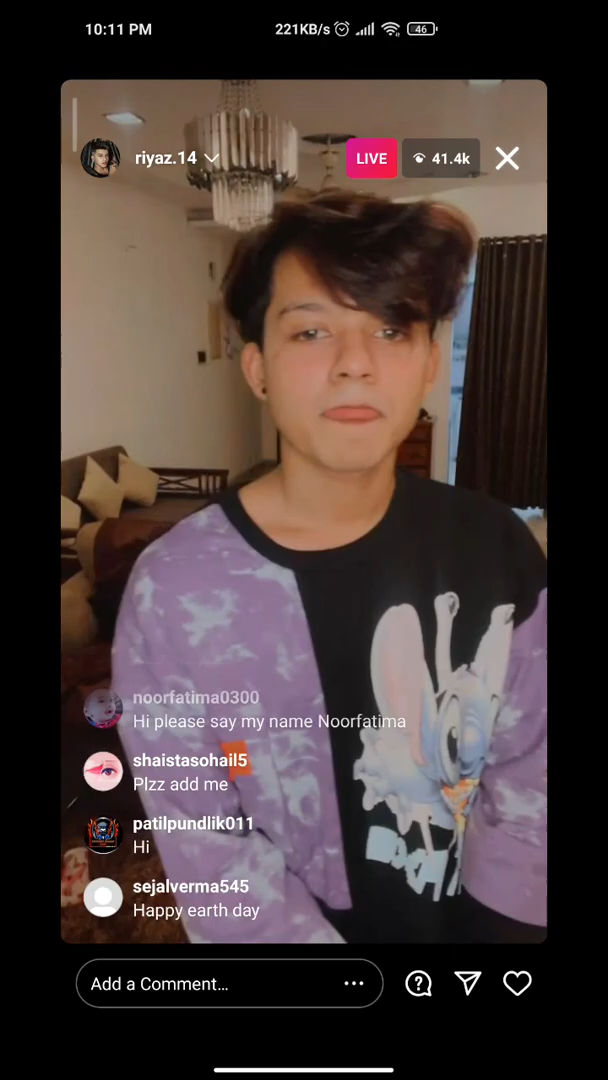 10:11 PM
221KB/s
46
riyaz.14
LIVE
41.4k
noorfatima0300
Hi please say my name Noorfatima
shaistasohail5
Plzz add me
patilpundlik011
Hi
sejalverma545
Happy earth day
Add a Comment...